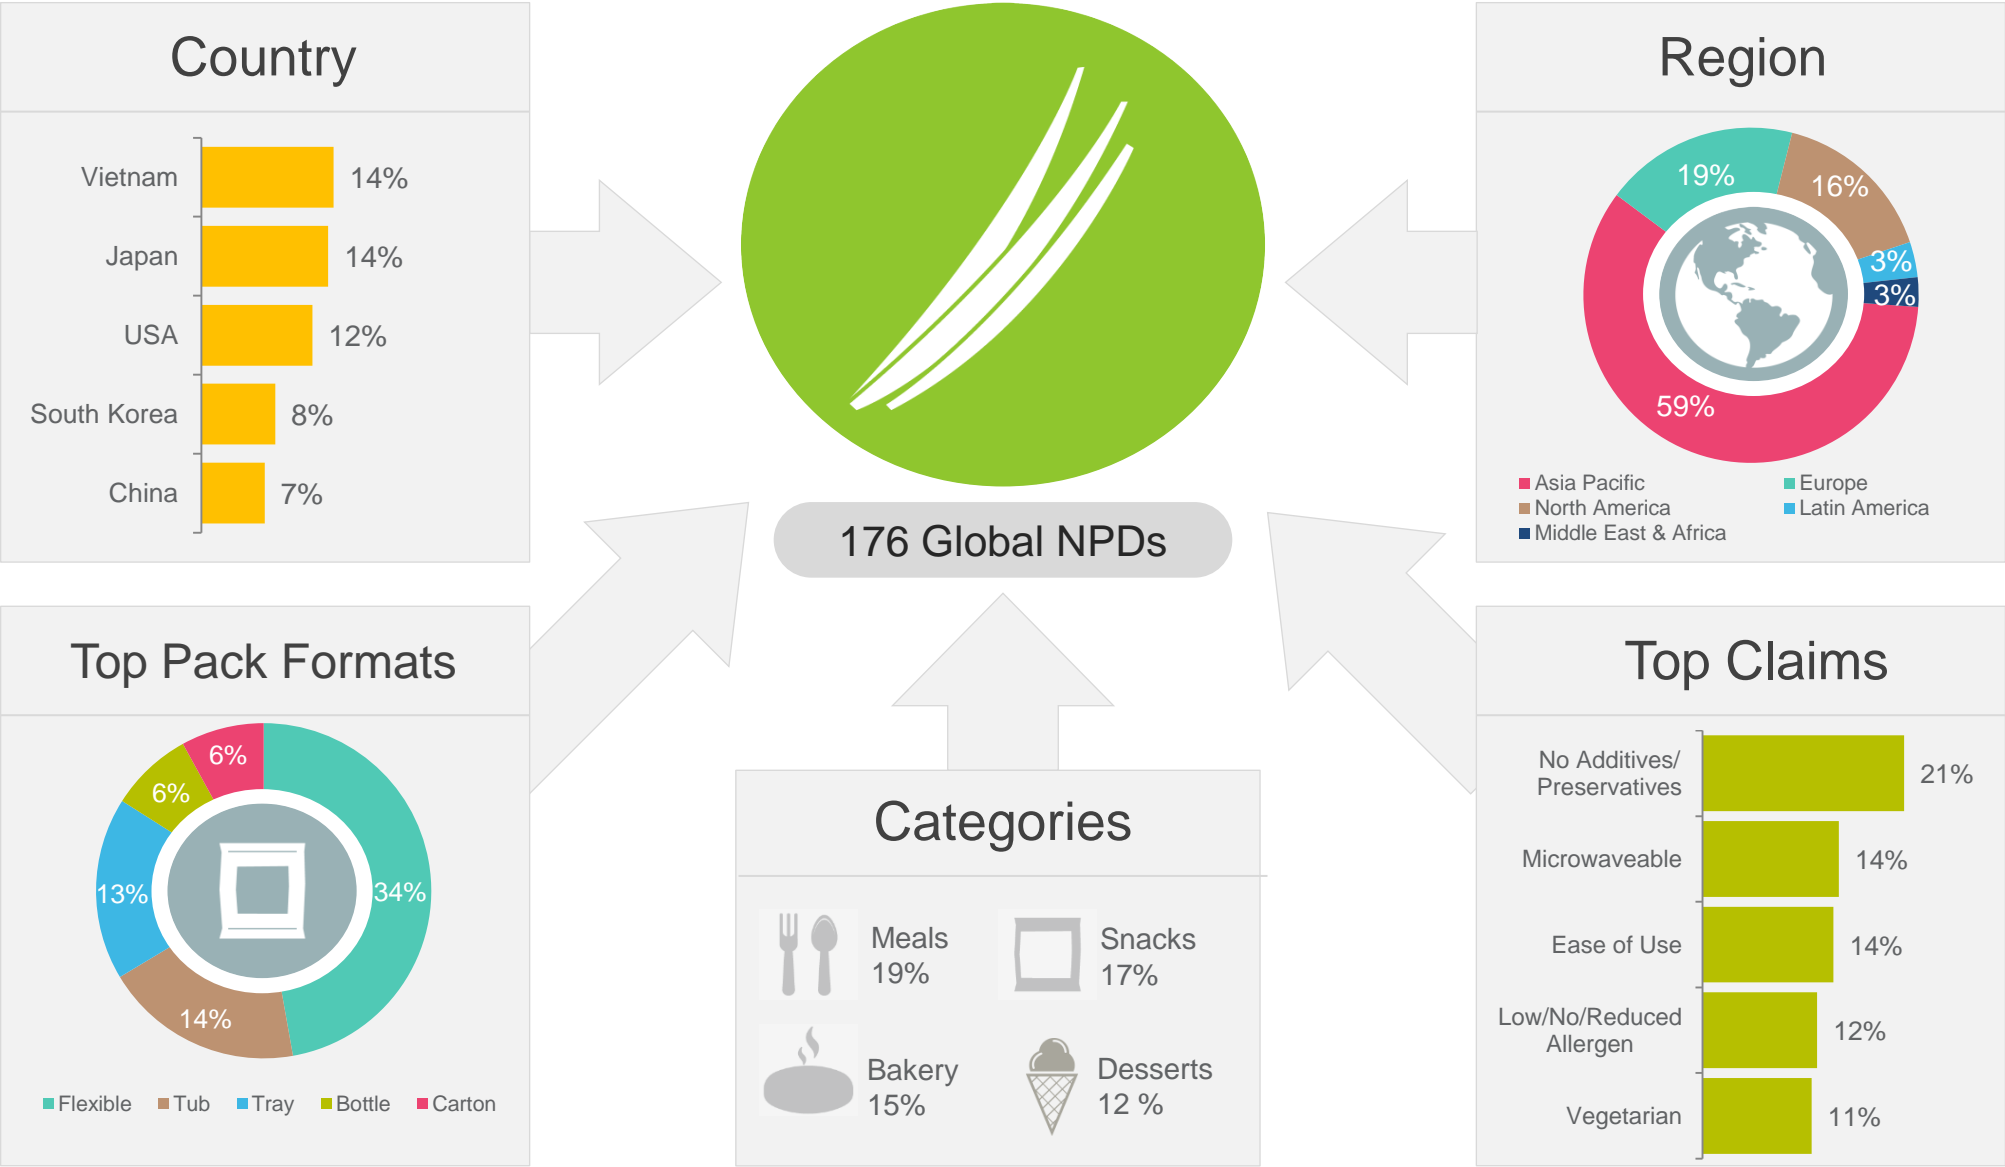 Country
Vietnam 14%
Japan 14%
USA 12%
South Korea 8%
China 7%
176 Global NPDs
Region
19%
16%
3%
3%
59%
Asia Pacific Europe
North America Latin America
Middle East & Africa
Top Pack Formats
6%
6%
13%
34%
14%
Flexible Tub Tray Bottle Carton
Categories
Meals
19%
Snacks
17%
Bakery
15%
Desserts
12 %
Top Claims
No Additives/
Preservatives
21%
Microwaveable 14%
Ease of Use 14%
Low/No/Reduced
Allergen
12%
Vegetarian 11%